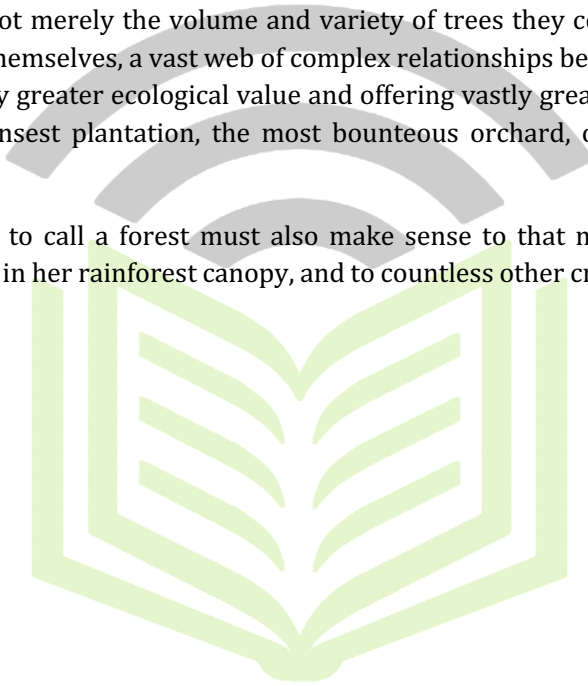 ot merely the volume and variety of trees they co
hemselves, a vast web of complex relationships be
y greater ecological value and offering vastly grea
nsest plantation, the most bounteous orchard,
to call a forest must also make sense to that
in her rainforest canopy, and to countless other